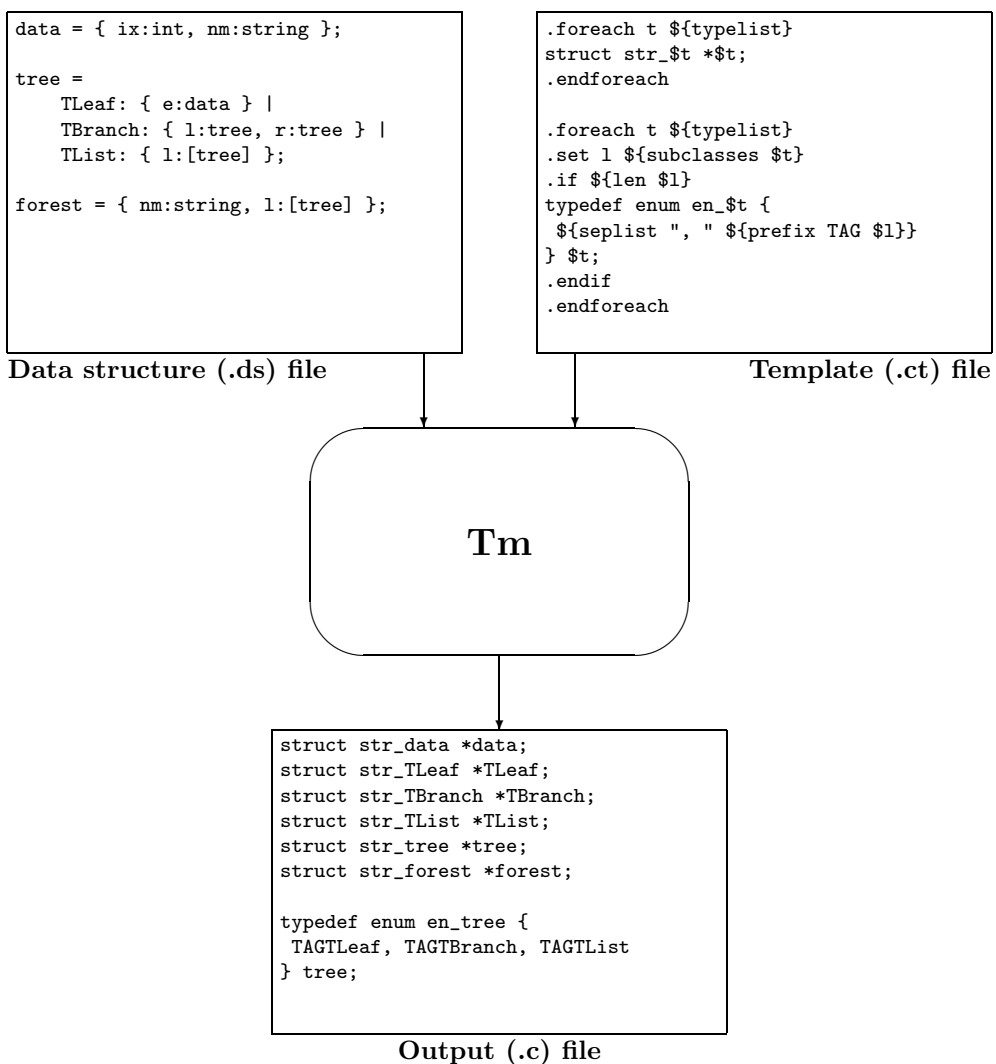 data = { ix:int, nm:string };

tree =
    TLeaf: { e:data } |
    TBranch: { l:tree, r:tree } |
    TList: { l:[tree] };

forest = { nm:string, l:[tree] };
Data structure (.ds) file
.foreach t ${typelist}
struct str_$t *$t;
.endforeach

.foreach t ${typelist}
.set l ${subclasses $t}
.if ${len $l}
typedef enum en_$t {
 ${seplist ", " ${prefix TAG $l}}
} $t;
.endif
.endforeach
Template (.ct) file
Tm
struct str_data *data;
struct str_TLeaf *TLeaf;
struct str_TBranch *TBranch;
struct str_TList *TList;
struct str_tree *tree;
struct str_forest *forest;

typedef enum en_tree {
 TAGTLeaf, TAGTBranch, TAGTList
} tree;
Output (.c) file